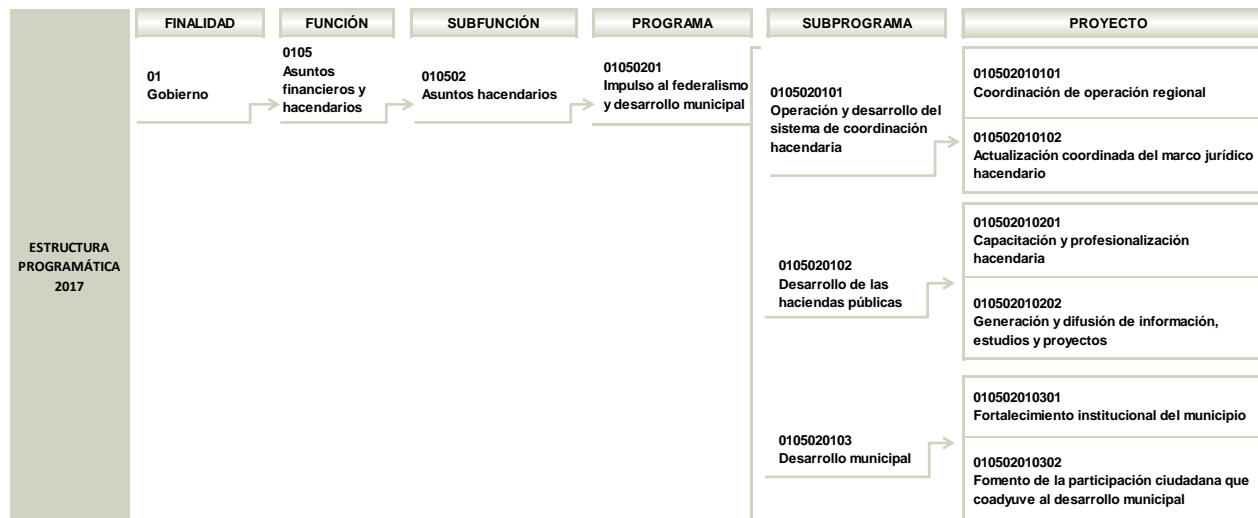 FINALIDAD
FUNCIÓN
SUBFUNCIÓN
PROGRAMA
SUBPROGRAMA
PROYECTO
ESTRUCTURA
PROGRAMÁTICA
2017
01
Gobierno
0105
Asuntos
financieros y
hacendarios
010502
Asuntos hacendarios
01050201
Impulso al federalismo
y desarrollo municipal
0105020101
Operación y desarrollo del
sistema de coordinación
hacendaria
010502010101
Coordinación de operación regional
010502010102
Actualización coordinada del marco jurídico
hacendario
0105020102
Desarrollo de las
haciendas públicas
010502010201
Capacitación y profesionalización
hacendaria
010502010202
Generación y difusión de información,
estudios y proyectos
0105020103
Desarrollo municipal
010502010301
Fortalecimiento institucional del municipio
010502010302
Fomento de la participación ciudadana que
coadyuve al desarrollo municipal